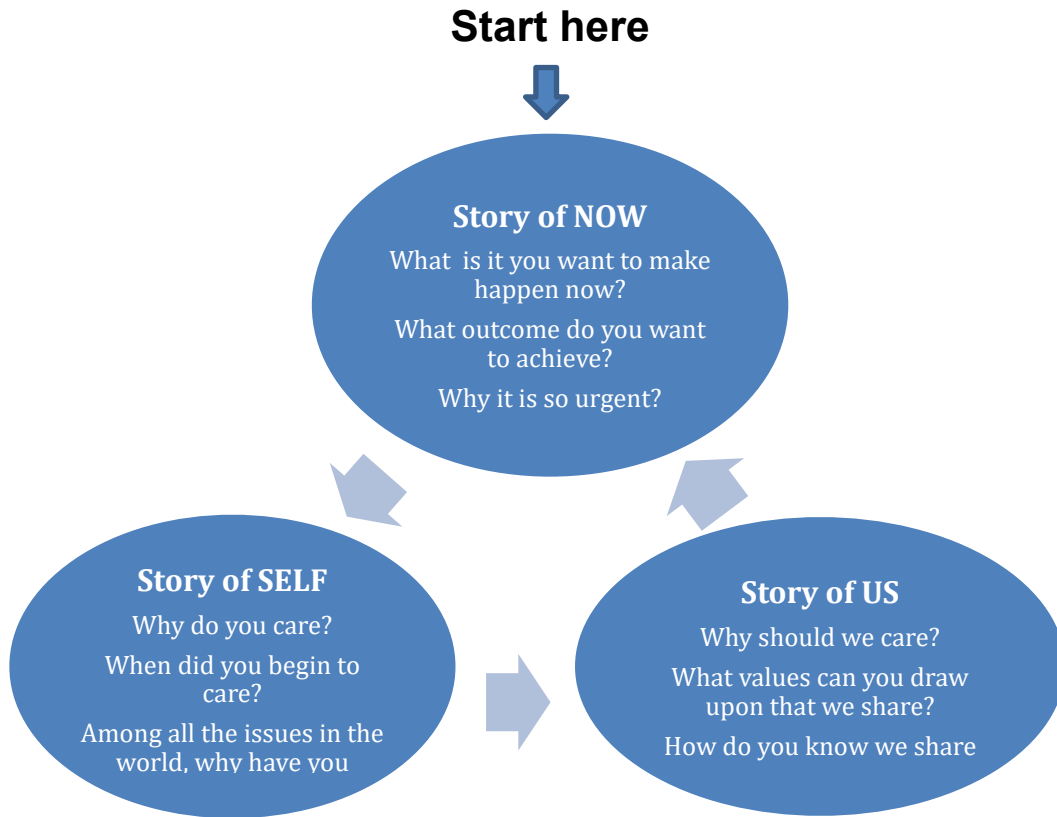 Start here
Story of NOW
What  is it you want to make
happen now?
What outcome do you want
to achieve?
Why it is so urgent?
Story of SELF
Why do you care?
When did you begin to
care?
Among all the issues in the
world, why have you
Story of US
Why should we care?
What values can you draw
upon that we share?
How do you know we share